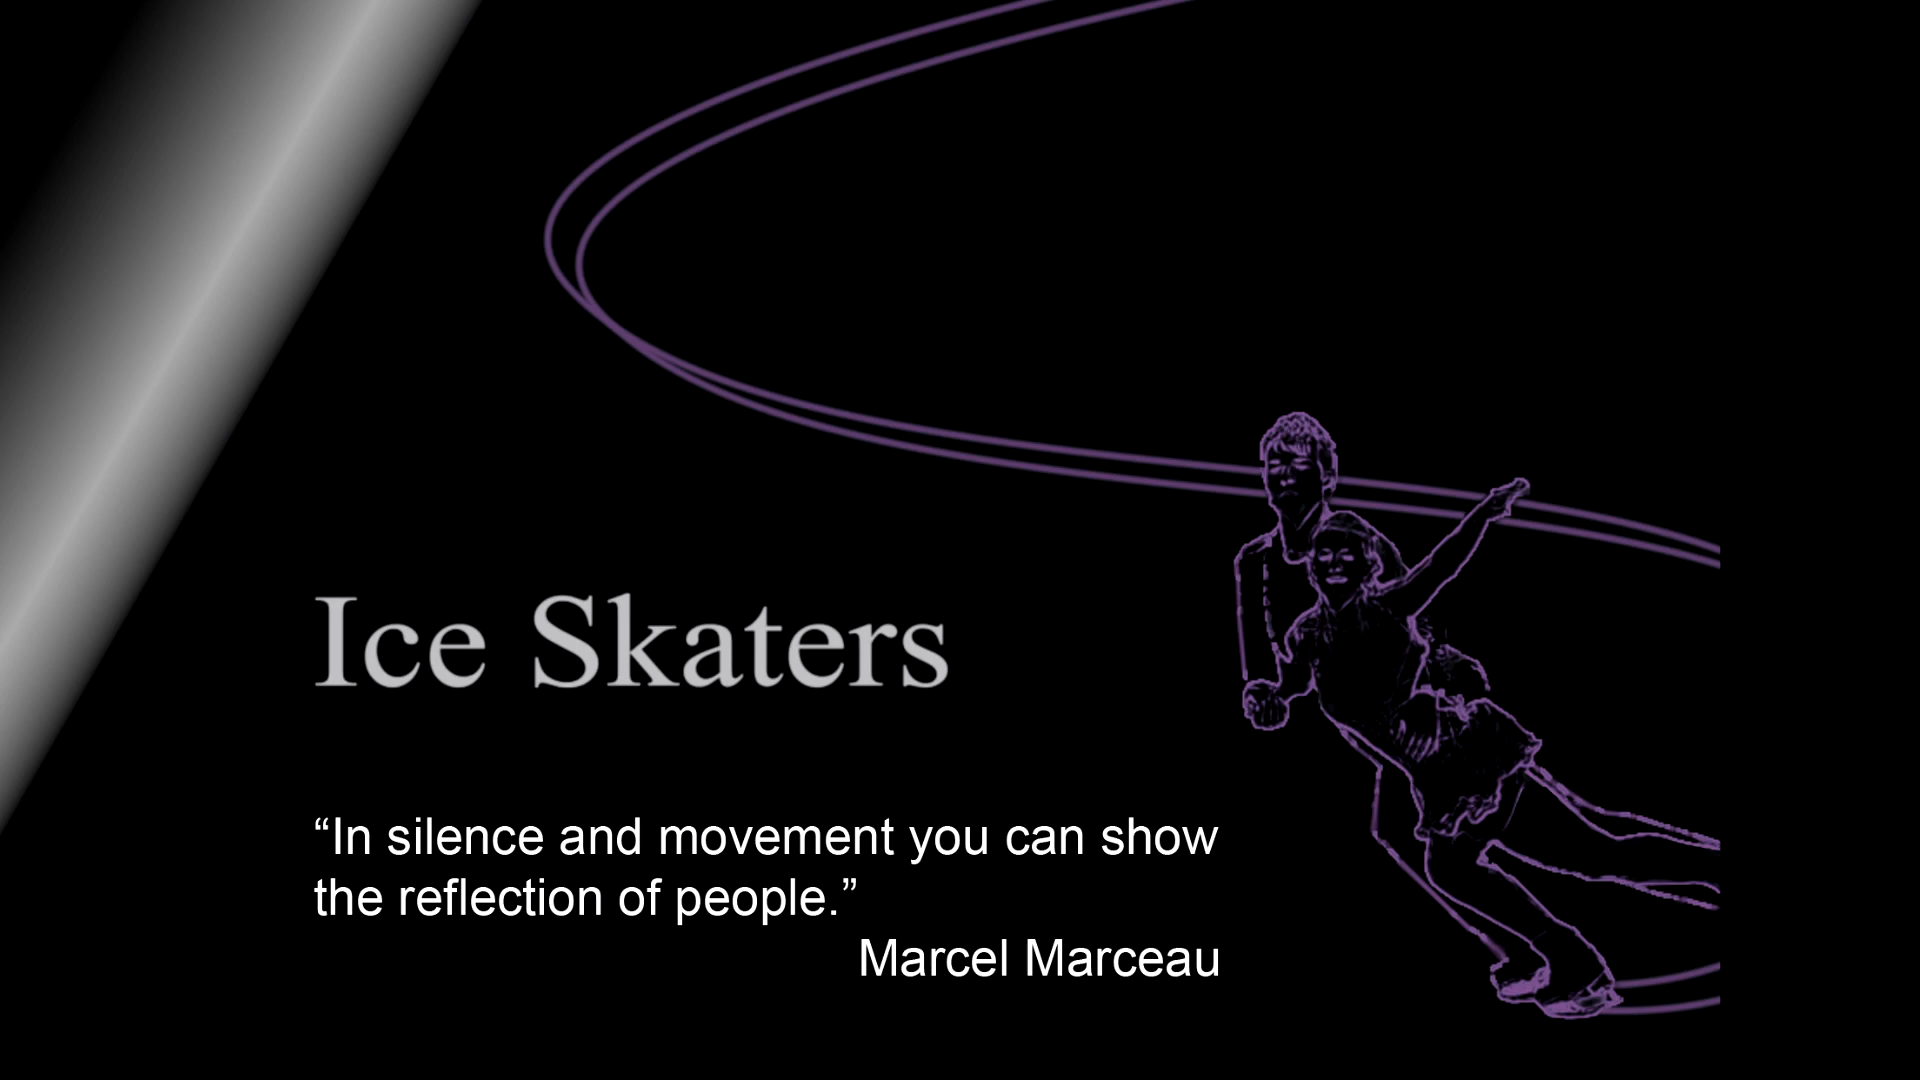 Ice Skaters
“In silence and movement you can show
the reflection of people.”
Marcel Marceau